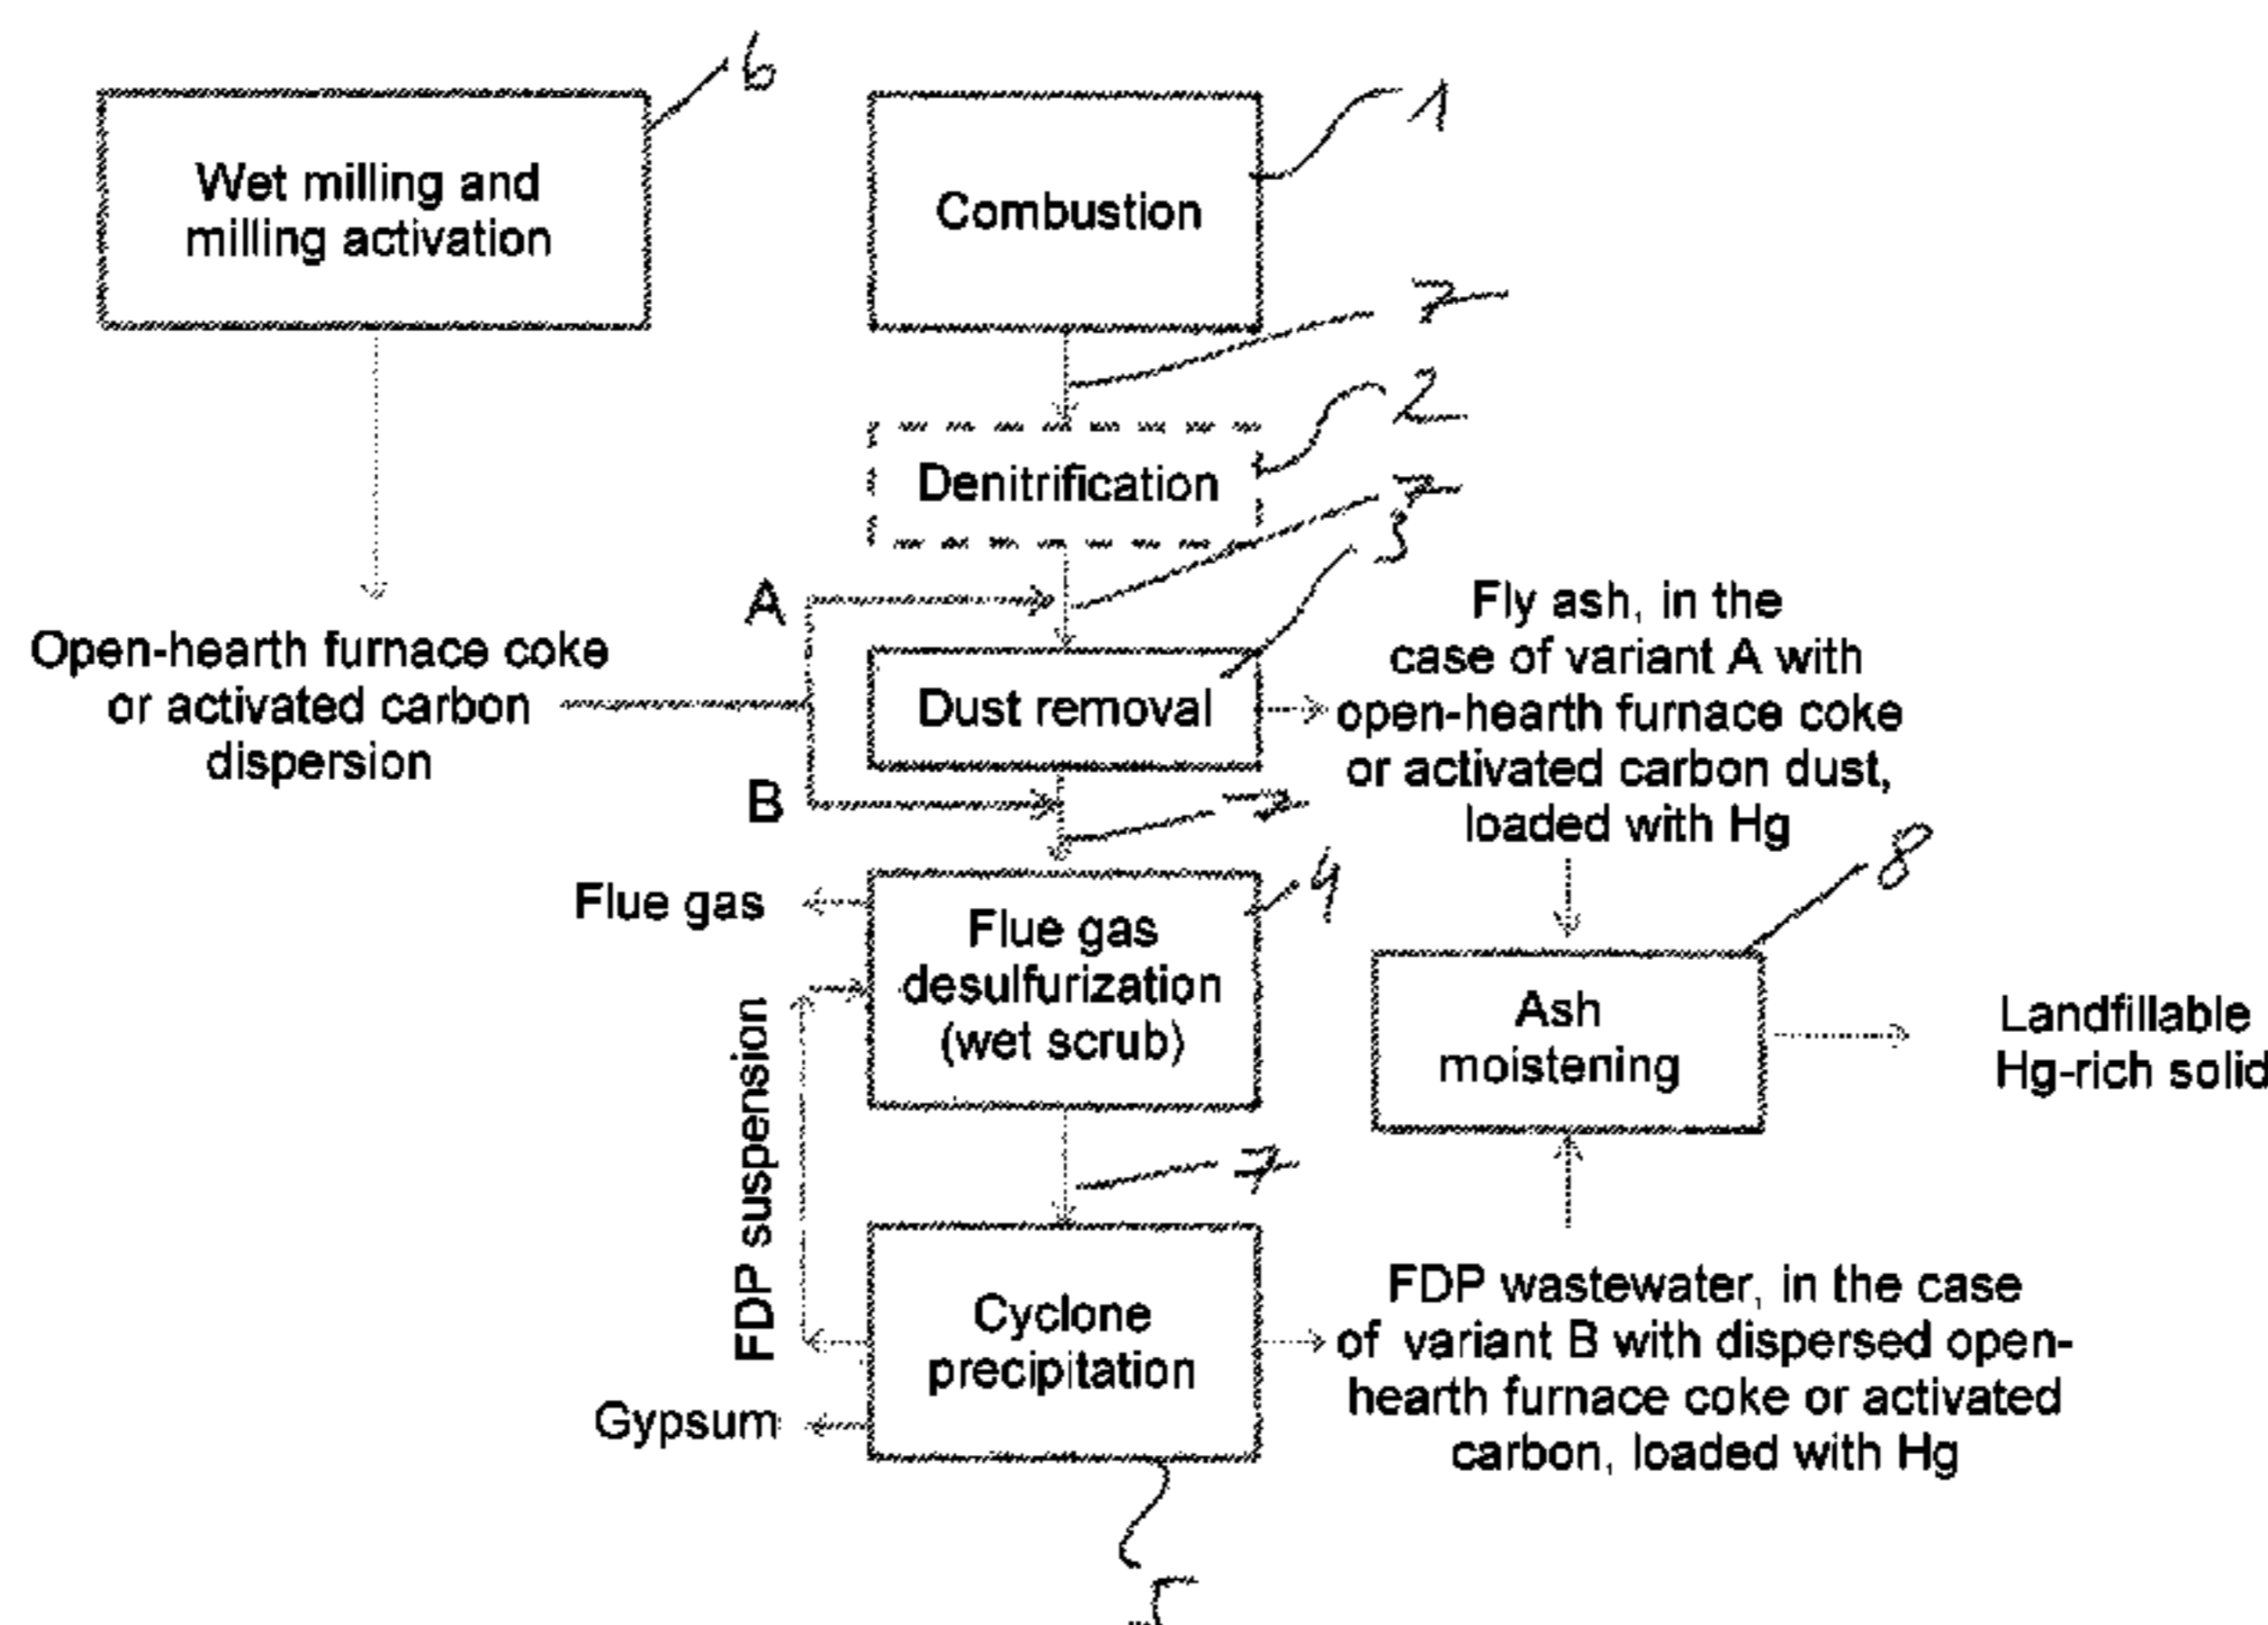 6
1
Wet milling and
milling activation
Combustion
7
2
Denitrification
7
3
A
Open-hearth furnace coke
or activated carbon
dispersion
Dust removal
Fly ash, in the
case of variant A with
open-hearth furnace coke
or activated carbon dust,
loaded with Hg
B
7
Flue gas
4
Flue gas
desulfurization
(wet scrub)
8
Ash
moistening
Landfillable
Hg-rich solid
FDP suspension
7
Cyclone
precipitation
Gypsum
FDP wastewater, in the case
of variant B with dispersed open-
hearth furnace coke or activated
carbon, loaded with Hg
5